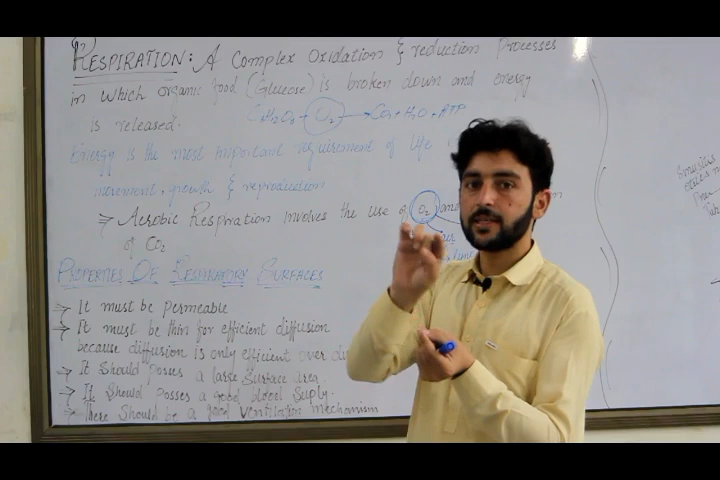 RESPIRATION: A Complex Oxidation & reduction Processes
in which organic food (Glucose) is broken down and energy
is released.
O₂ → CO₂ + H₂O + ATP
Energy is the most important requirement of life
movement, growth & reproduction
⇒ Aerobic Respiration Involves the use of O₂ and
of CO₂
PROPERTIES OF RESPIRATORY SURFACES
⇒ It must be permeable
⇒ It must be thin for efficient diffusion
because diffusion is only efficient over
⇒ It Should Posses a large Surface area.
⇒ It Should Posses a good blood Suply.
⇒ There Should be a good Ventilation mechanism